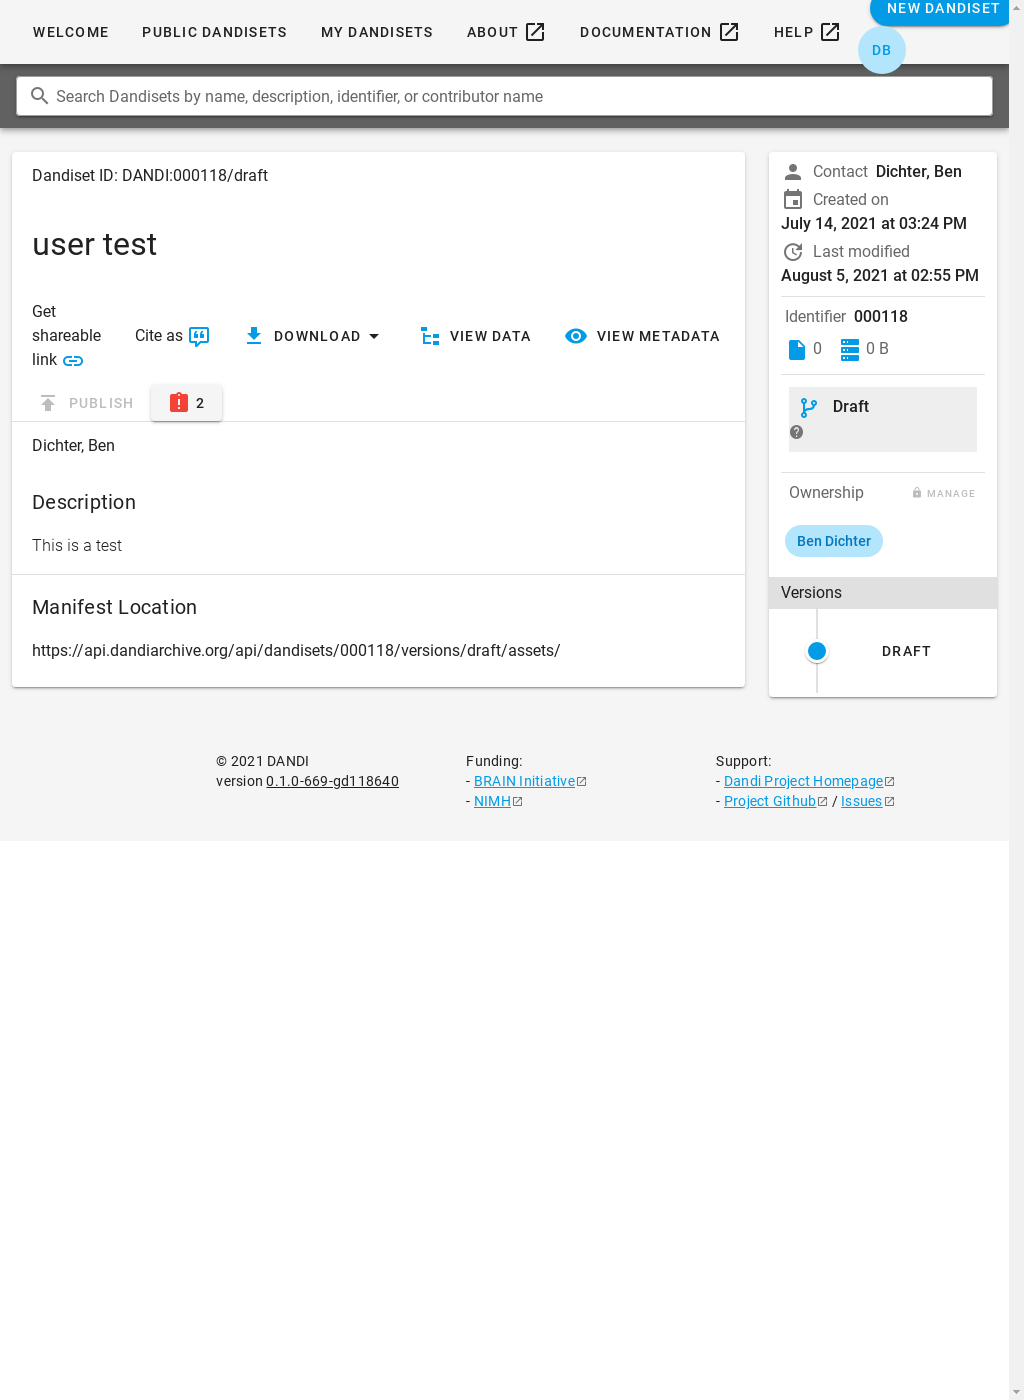 NEW DANDISET
WELCOME PUBLIC DANDISETS MY DANDISETS ABOUT DOCUMENTATION HELP
DB
Search Dandisets by name, description, identifier, or contributor name
Dandiset ID: DANDI:000118/draft
user test
Get
shareable
link
Cite as
DOWNLOAD
VIEW DATA
VIEW METADATA
PUBLISH
2
Dichter, Ben
Description
This is a test
Manifest Location
https://api.dandiarchive.org/api/dandisets/000118/versions/draft/assets/
Contact Dichter, Ben
Created on
July 14, 2021 at 03:24 PM
Last modified
August 5, 2021 at 02:55 PM
Identifier 000118
0 0 B
Draft
Ownership MANAGE
Ben Dichter
Versions
DRAFT
© 2021 DANDI
version 0.1.0-669-gd118640
Funding:
- BRAIN Initiative
- NIMH
Support:
- Dandi Project Homepage
- Project Github / Issues